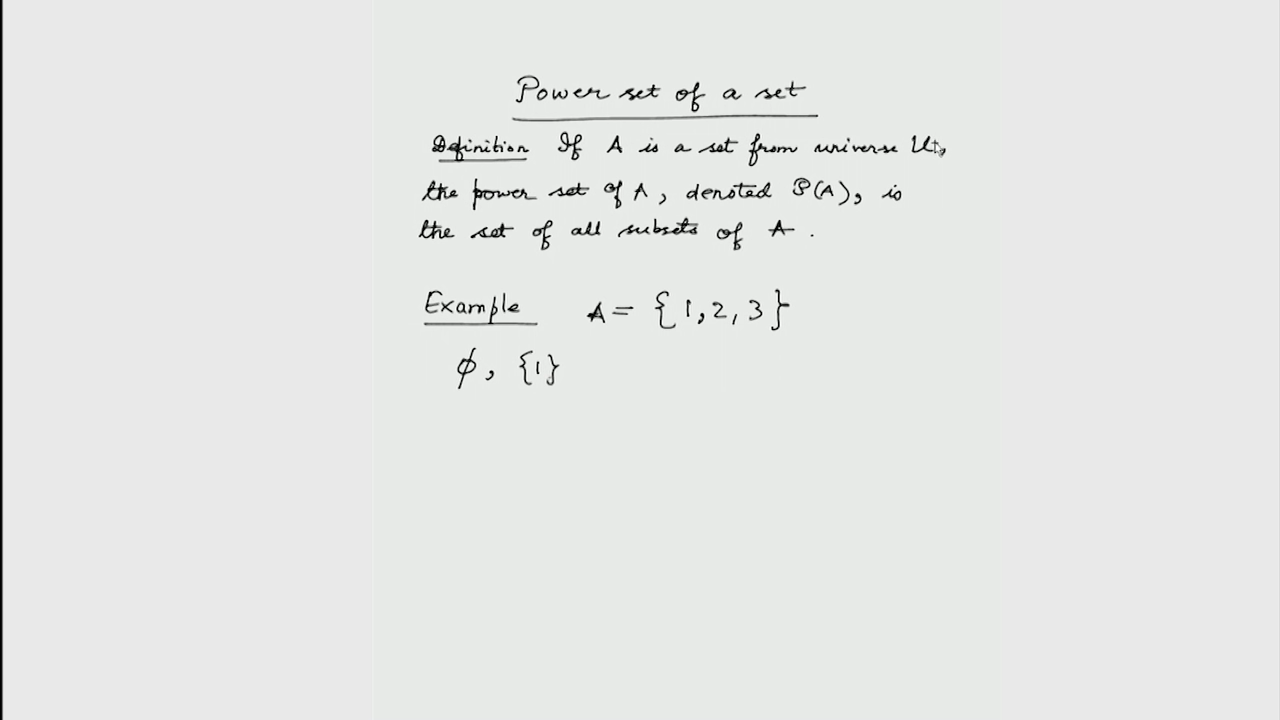 Power set of a set
Definition If A is a set from universe U,
the power set of A, denoted P(A), is
the set of all subsets of A.
Example A = {1,2,3}
ϕ, {1}